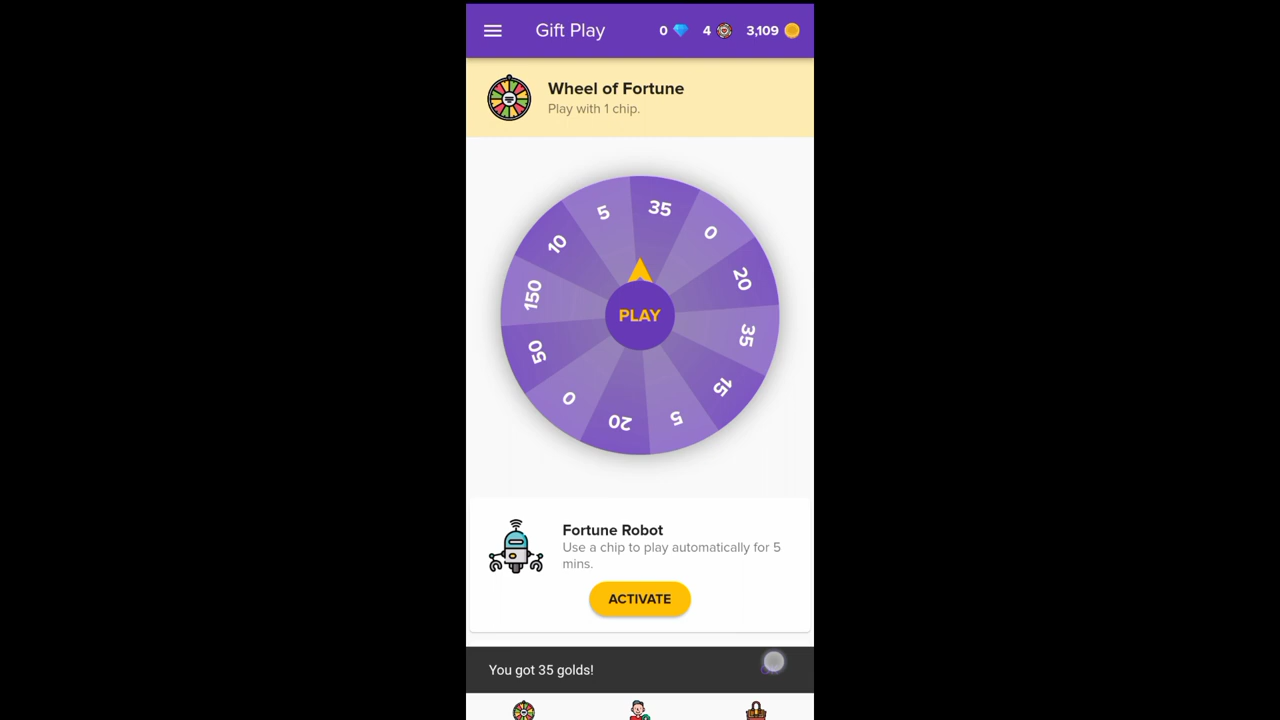 Gift Play 0 4 3,109
Wheel of Fortune
Play with 1 chip.
35
0
20
35
15
5
20
0
50
150
10
5
PLAY
Fortune Robot
Use a chip to play automatically for 5
mins.
ACTIVATE
You got 35 golds!